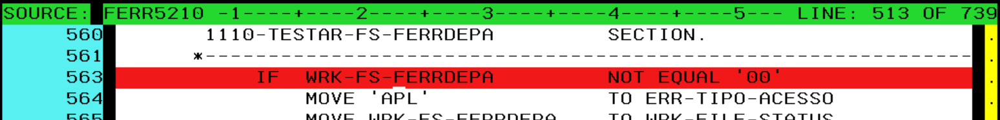 SOURCE: FERR5210 -1----+----2----+----3----+----4----+----5--- LINE: 513 OF 739
560 1110-TESTAR-FS-FERRDEPA SECTION. .
561 *------------------------------------------------------------- .
563 IF WRK-FS-FERRDEPA NOT EQUAL '00' .
564 MOVE 'APL' TO ERR-TIPO-ACESSO .
565 MOVE WRK-FS-FERRDEPA TO WRK-FILE-STATUS